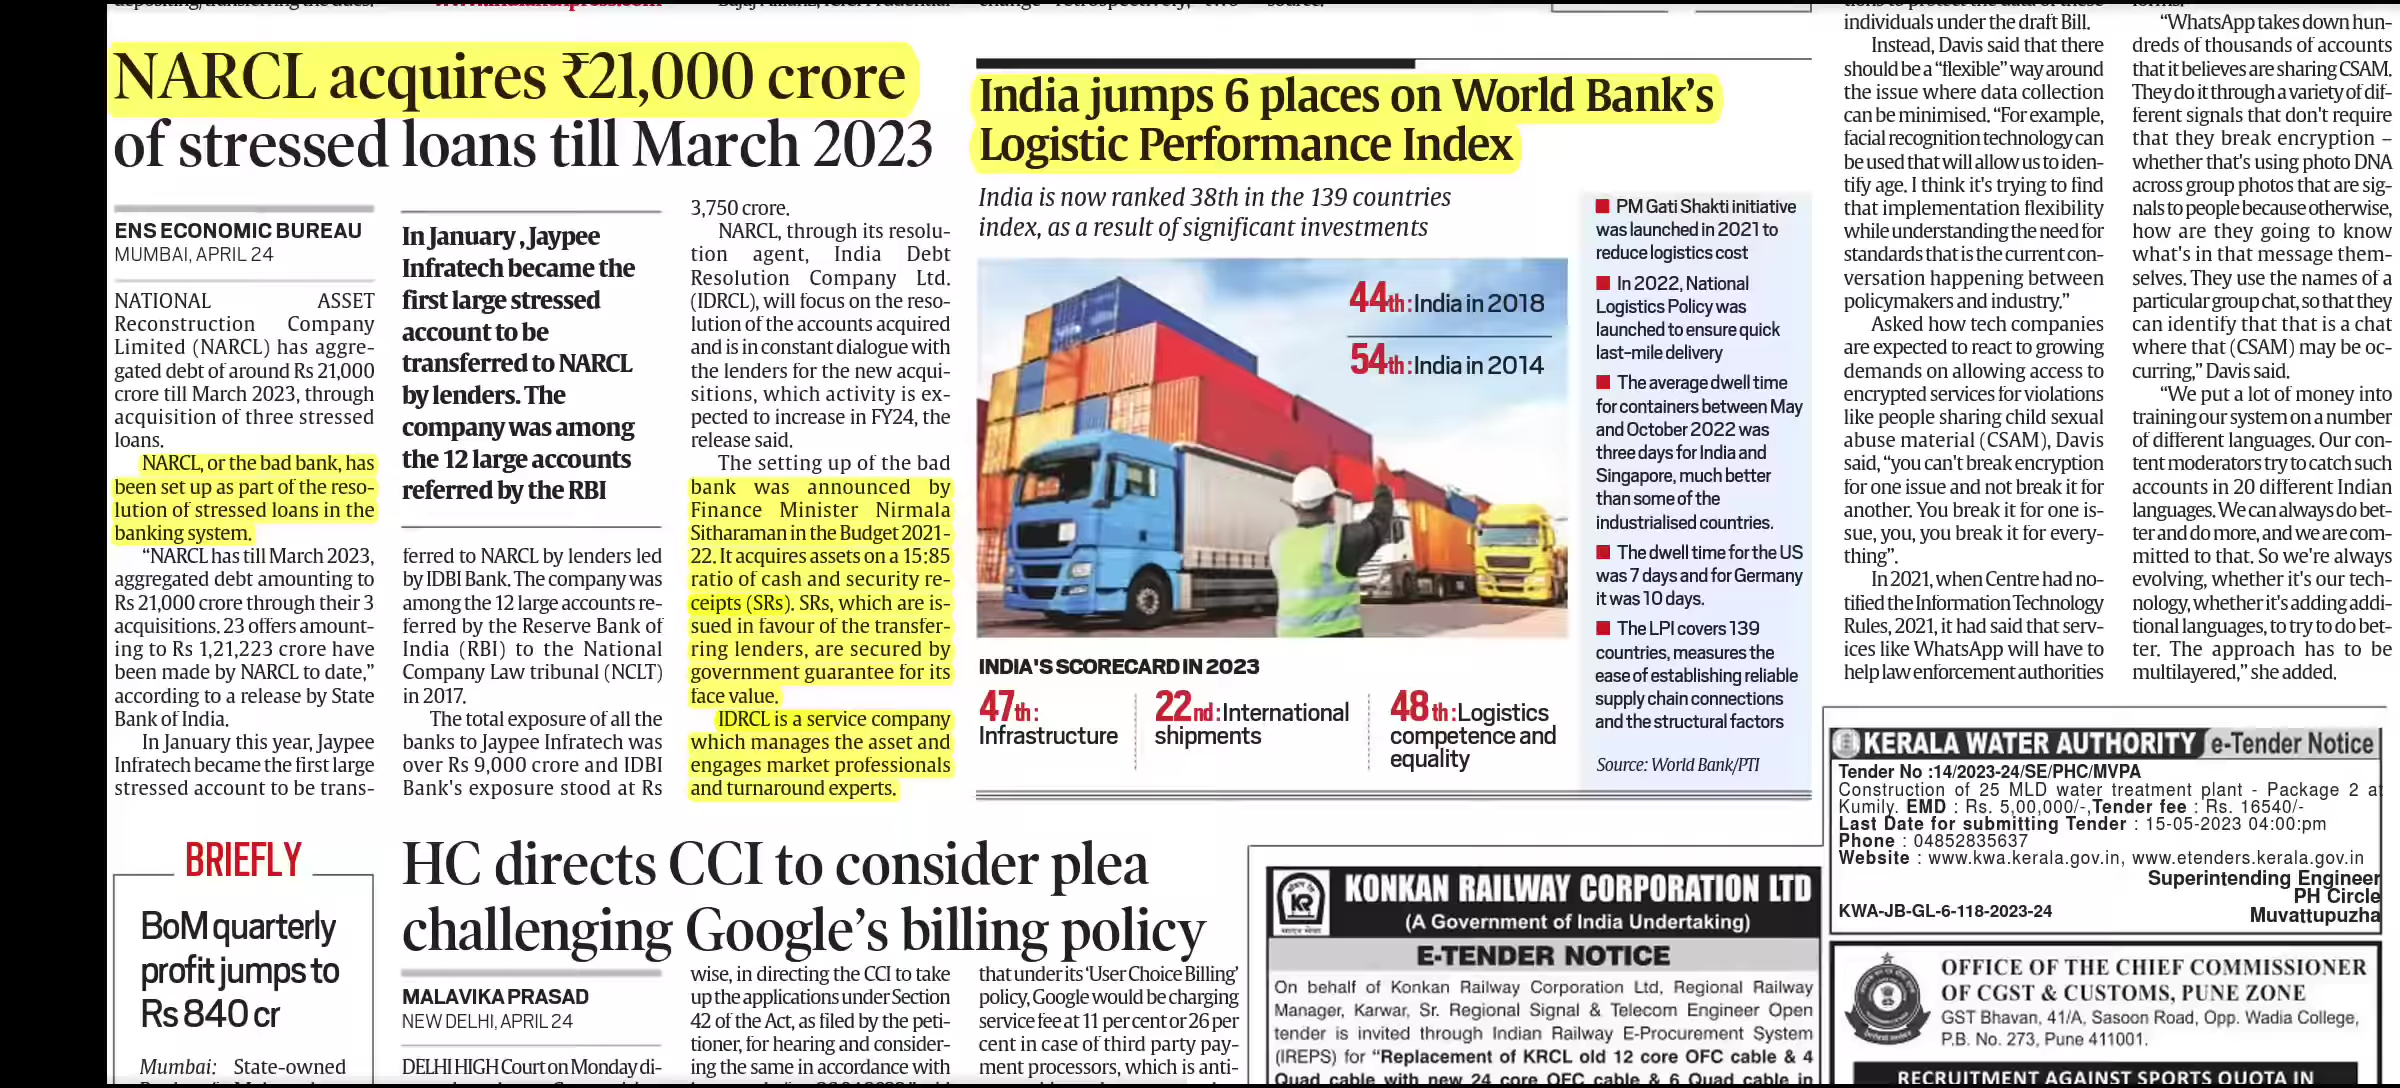 NARCL acquires ₹21,000 crore
of stressed loans till March 2023
ENS ECONOMIC BUREAU
MUMBAI, APRIL 24
NATIONAL ASSET
Reconstruction Company
Limited (NARCL) has aggre-
gated debt of around Rs 21,000
crore till March 2023, through
acquisition of three stressed
loans.
NARCL, or the bad bank, has
been set up as part of the reso-
lution of stressed loans in the
banking system.
“NARCL has till March 2023,
aggregated debt amounting to
Rs 21,000 crore through their 3
acquisitions. 23 offers amount-
ing to Rs 1,21,223 crore have
been made by NARCL to date,”
according to a release by State
Bank of India.
In January this year, Jaypee
Infratech became the first large
stressed account to be trans-
In January , Jaypee
Infratech became the
first large stressed
account to be
transferred to NARCL
by lenders. The
company was among
the 12 large accounts
referred by the RBI
ferred to NARCL by lenders led
by IDBI Bank. The company was
among the 12 large accounts re-
ferred by the Reserve Bank of
India (RBI) to the National
Company Law tribunal (NCLT)
in 2017.
The total exposure of all the
banks to Jaypee Infratech was
over Rs 9,000 crore and IDBI
Bank's exposure stood at Rs
3,750 crore.
NARCL, through its resolu-
tion agent, India Debt
Resolution Company Ltd.
(IDRCL), will focus on the reso-
lution of the accounts acquired
and is in constant dialogue with
the lenders for the new acqui-
sitions, which activity is ex-
pected to increase in FY24, the
release said.
The setting up of the bad
bank was announced by
Finance Minister Nirmala
Sitharaman in the Budget 2021-
22. It acquires assets on a 15:85
ratio of cash and security re-
ceipts (SRs). SRs, which are is-
sued in favour of the transfer-
ring lenders, are secured by
government guarantee for its
face value.
IDRCL is a service company
which manages the asset and
engages market professionals
and turnaround experts.
India jumps 6 places on World Bank’s
Logistic Performance Index
India is now ranked 38th in the 139 countries
index, as a result of significant investments
44th: India in 2018
54th: India in 2014
INDIA'S SCORECARD IN 2023
47th:
Infrastructure
22nd: International
shipments
48th: Logistics
competence and
equality
PM Gati Shakti initiative
was launched in 2021 to
reduce logistics cost
In 2022, National
Logistics Policy was
launched to ensure quick
last-mile delivery
The average dwell time
for containers between May
and October 2022 was
three days for India and
Singapore, much better
than some of the
industrialised countries.
The dwell time for the US
was 7 days and for Germany
it was 10 days.
The LPI covers 139
countries, measures the
ease of establishing reliable
supply chain connections
and the structural factors
Source: World Bank/PTI
individuals under the draft Bill.
Instead, Davis said that there
should be a “flexible” way around
the issue where data collection
can be minimised. “For example,
facial recognition technology can
be used that will allow us to iden-
tify age. I think it's trying to find
that implementation flexibility
while understanding the need for
standards that is the current con-
versation happening between
policymakers and industry.”
Asked how tech companies
are expected to react to growing
demands on allowing access to
encrypted services for violations
like people sharing child sexual
abuse material (CSAM), Davis
said, “you can't break encryption
for one issue and not break it for
another. You break it for one is-
sue, you, you break it for every-
thing”.
In 2021, when Centre had no-
tified the Information Technology
Rules, 2021, it had said that serv-
ices like WhatsApp will have to
help law enforcement authorities
“WhatsApp takes down hun-
dreds of thousands of accounts
that it believes are sharing CSAM.
They do it through a variety of dif-
ferent signals that don't require
that they break encryption –
whether that's using photo DNA
across group photos that are sig-
nals to people because otherwise,
how are they going to know
what's in that message them-
selves. They use the names of a
particular group chat, so that they
can identify that that is a chat
where that (CSAM) may be oc-
curring,” Davis said.
“We put a lot of money into
training our system on a number
of different languages. Our con-
tent moderators try to catch such
accounts in 20 different Indian
languages. We can always do bet-
ter and do more, and we are com-
mitted to that. So we're always
evolving, whether it's our tech-
nology, whether it's adding addi-
tional languages, to try to do bet-
ter. The approach has to be
multilayered,” she added.
BRIEFLY
BoM quarterly
profit jumps to
Rs 840 cr
Mumbai: State-owned
HC directs CCI to consider plea
challenging Google’s billing policy
MALAVIKA PRASAD
NEW DELHI, APRIL 24
DELHI HIGH Court on Monday di-
wise, in directing the CCI to take
up the applications under Section
42 of the Act, as filed by the peti-
tioner, for hearing and consider-
ing the same in accordance with
that under its ‘User Choice Billing’
policy, Google would be charging
service fee at 11 per cent or 26 per
cent in case of third party pay-
ment processors, which is anti-
KR
KONKAN RAILWAY CORPORATION LTD
(A Government of India Undertaking)
E-TENDER NOTICE
On behalf of Konkan Railway Corporation Ltd, Regional Railway
Manager, Karwar, Sr. Regional Signal & Telecom Engineer Open
tender is invited through Indian Railway E-Procurement System
(IREPS) for “Replacement of KRCL old 12 core OFC cable & 4
Quad cable with new 24 core OFC cable & 6 Quad cable in
KERALA WATER AUTHORITY e-Tender Notice
Tender No :14/2023-24/SE/PHC/MVPA
Construction of 25 MLD water treatment plant - Package 2 at
Kumily. EMD : Rs. 5,00,000/-,Tender fee : Rs. 16540/-
Last Date for submitting Tender : 15-05-2023 04:00:pm
Phone : 04852835637
Website : www.kwa.kerala.gov.in, www.etenders.kerala.gov.in
Superintending Engineer
PH Circle
Muvattupuzha
KWA-JB-GL-6-118-2023-24
OFFICE OF THE CHIEF COMMISSIONER
OF CGST & CUSTOMS, PUNE ZONE
GST Bhavan, 41/A, Sasoon Road, Opp. Wadia College,
P.B. No. 273, Pune 411001.
RECRUITMENT AGAINST SPORTS QUOTA IN